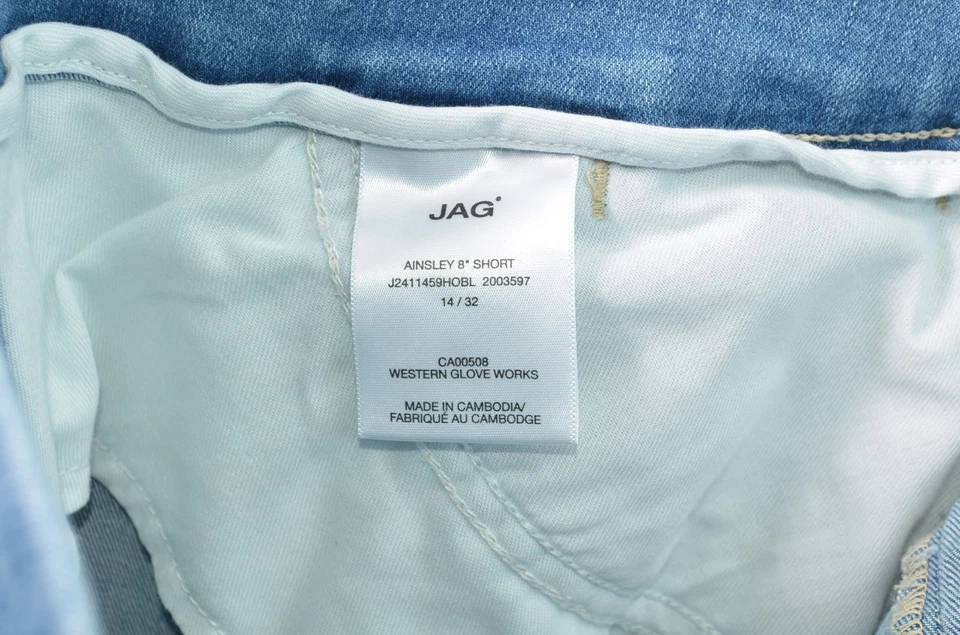 JAG
AINSLEY 8" SHORT
J2411459HOBL 2003597
14 / 32
CA00508
WESTERN GLOVE WORKS
MADE IN CAMBODIA/
FABRIQUÉ AU CAMBODGE